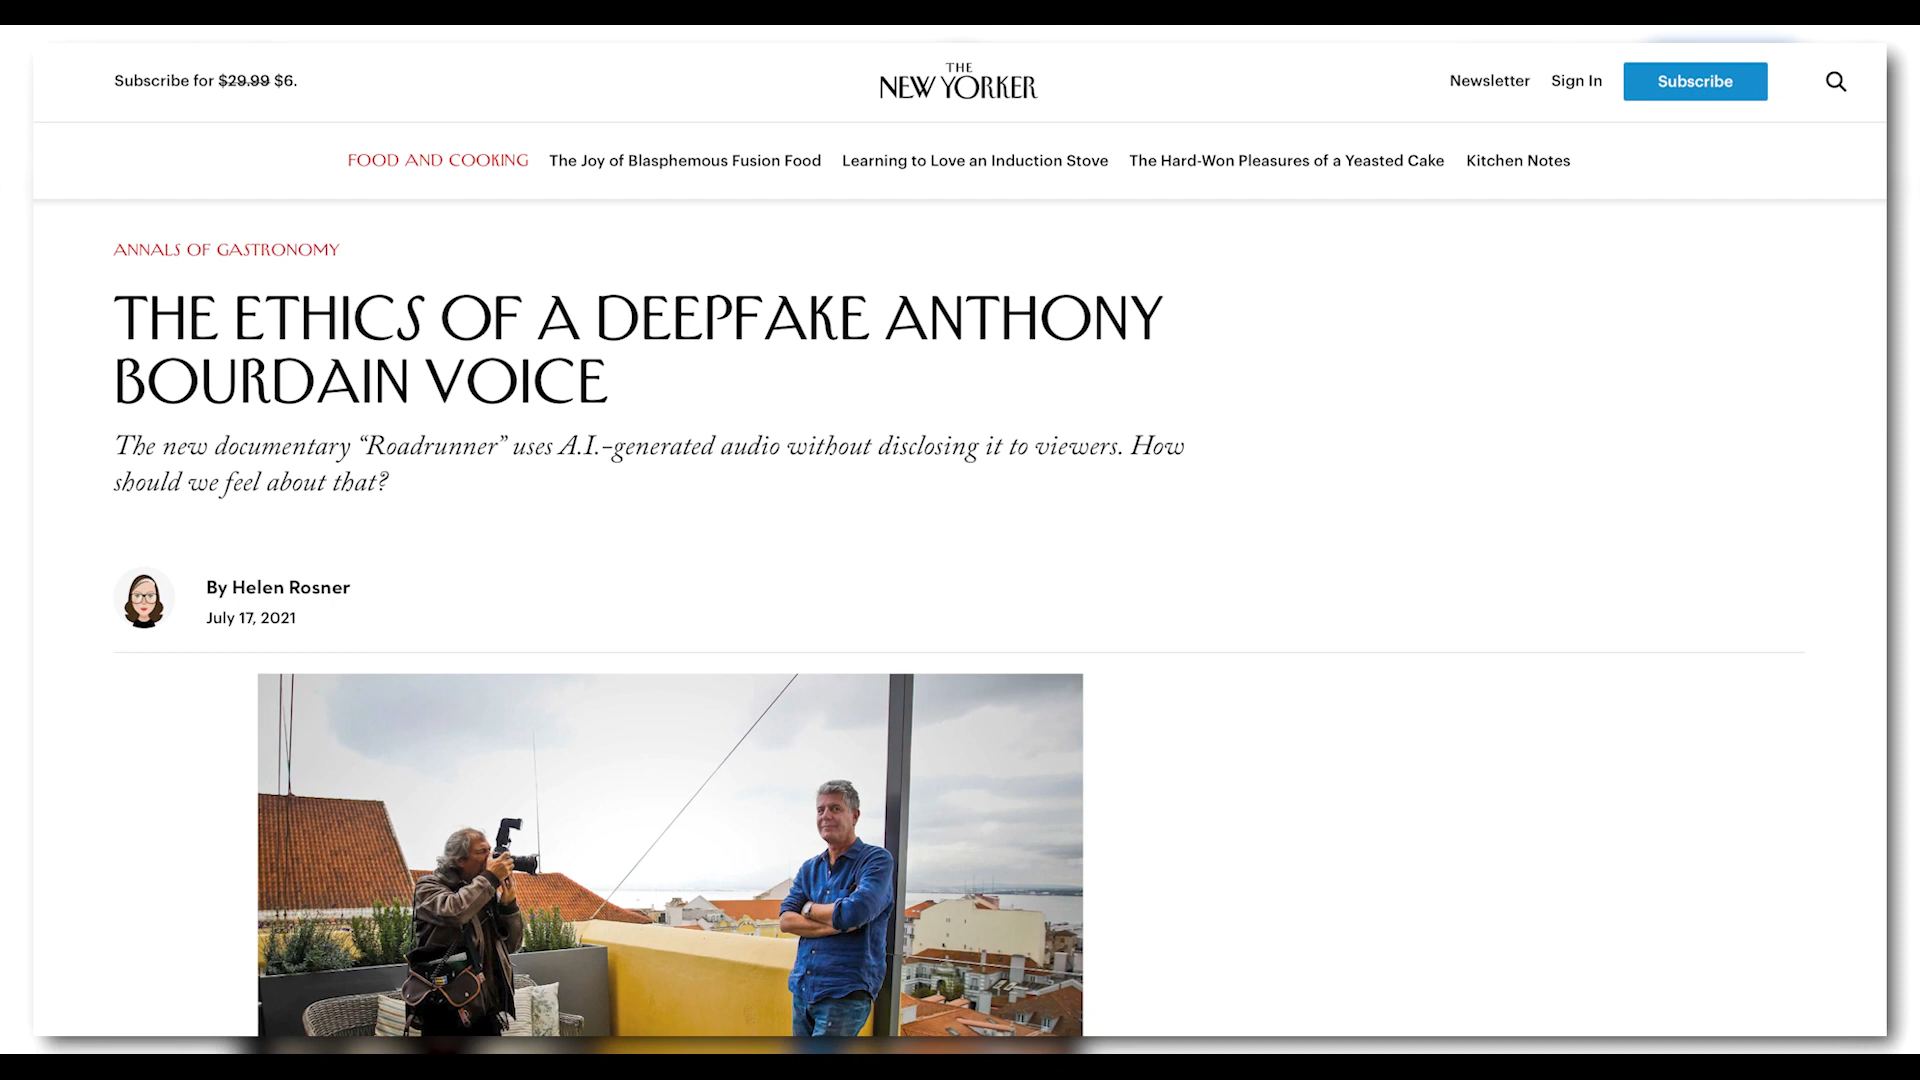 Subscribe for $29.99 $6.
THE
NEW YORKER
Newsletter Sign In Subscribe
FOOD AND COOKING The Joy of Blasphemous Fusion Food Learning to Love an Induction Stove The Hard-Won Pleasures of a Yeasted Cake Kitchen Notes
ANNALS OF GASTRONOMY
THE ETHICS OF A DEEPFAKE ANTHONY
BOURDAIN VOICE
The new documentary “Roadrunner” uses A.I.-generated audio without disclosing it to viewers. How
should we feel about that?
By Helen Rosner
July 17, 2021